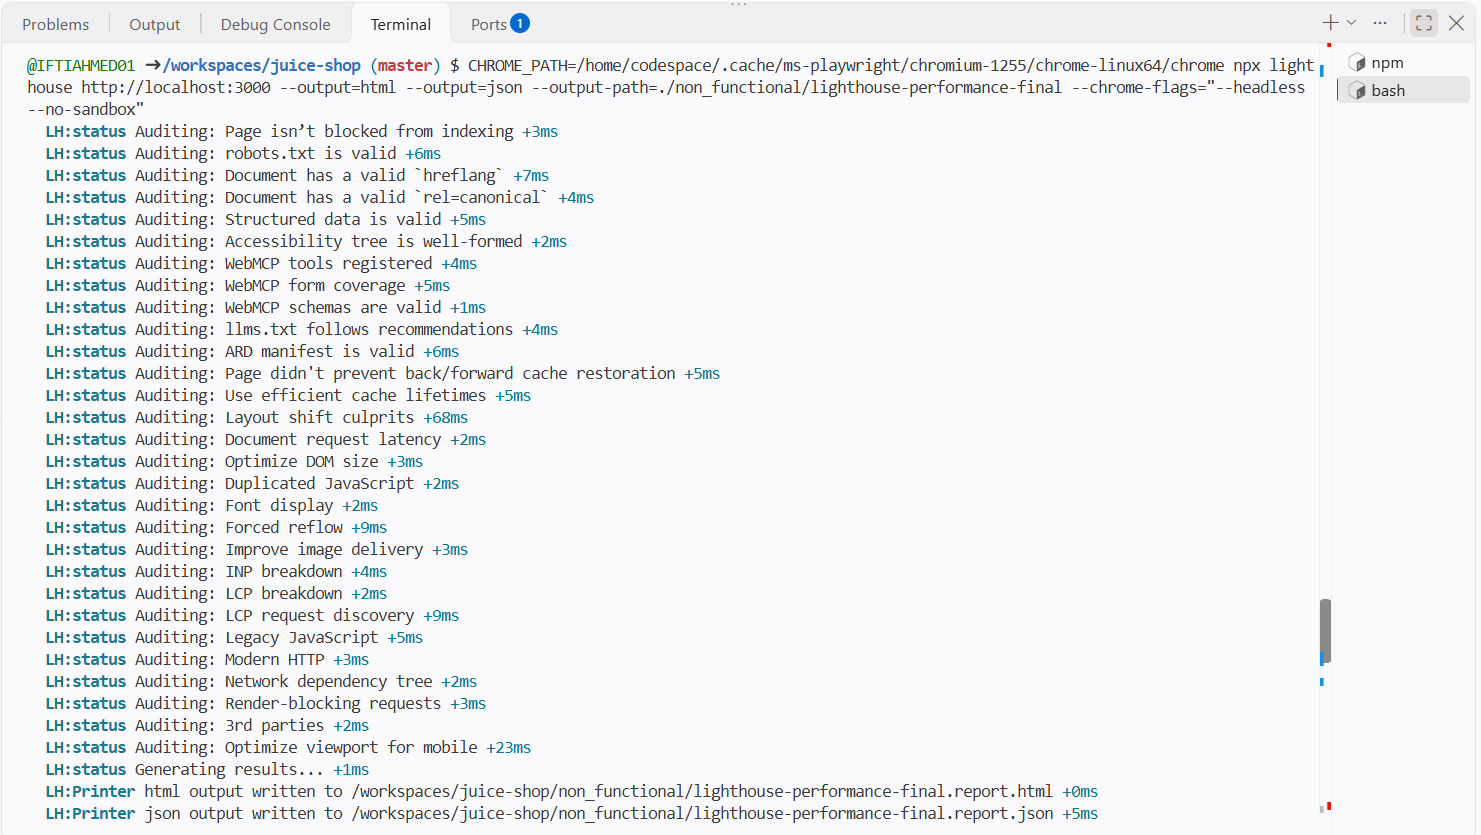 Problems Output Debug Console Terminal Ports 1
@IFTIAHMED01 ➜/workspaces/juice-shop (master) $ CHROME_PATH=/home/codespace/.cache/ms-playwright/chromium-1255/chrome-linux64/chrome npx light
house http://localhost:3000 --output=html --output=json --output-path=./non_functional/lighthouse-performance-final --chrome-flags="--headless
--no-sandbox"
LH:status Auditing: Page isn’t blocked from indexing +3ms
LH:status Auditing: robots.txt is valid +6ms
LH:status Auditing: Document has a valid `hreflang` +7ms
LH:status Auditing: Document has a valid `rel=canonical` +4ms
LH:status Auditing: Structured data is valid +5ms
LH:status Auditing: Accessibility tree is well-formed +2ms
LH:status Auditing: WebMCP tools registered +4ms
LH:status Auditing: WebMCP form coverage +5ms
LH:status Auditing: WebMCP schemas are valid +1ms
LH:status Auditing: llms.txt follows recommendations +4ms
LH:status Auditing: ARD manifest is valid +6ms
LH:status Auditing: Page didn't prevent back/forward cache restoration +5ms
LH:status Auditing: Use efficient cache lifetimes +5ms
LH:status Auditing: Layout shift culprits +68ms
LH:status Auditing: Document request latency +2ms
LH:status Auditing: Optimize DOM size +3ms
LH:status Auditing: Duplicated JavaScript +2ms
LH:status Auditing: Font display +2ms
LH:status Auditing: Forced reflow +9ms
LH:status Auditing: Improve image delivery +3ms
LH:status Auditing: INP breakdown +4ms
LH:status Auditing: LCP breakdown +2ms
LH:status Auditing: LCP request discovery +9ms
LH:status Auditing: Legacy JavaScript +5ms
LH:status Auditing: Modern HTTP +3ms
LH:status Auditing: Network dependency tree +2ms
LH:status Auditing: Render-blocking requests +3ms
LH:status Auditing: 3rd parties +2ms
LH:status Auditing: Optimize viewport for mobile +23ms
LH:status Generating results... +1ms
LH:Printer html output written to /workspaces/juice-shop/non_functional/lighthouse-performance-final.report.html +0ms
LH:Printer json output written to /workspaces/juice-shop/non_functional/lighthouse-performance-final.report.json +5ms
npm
bash